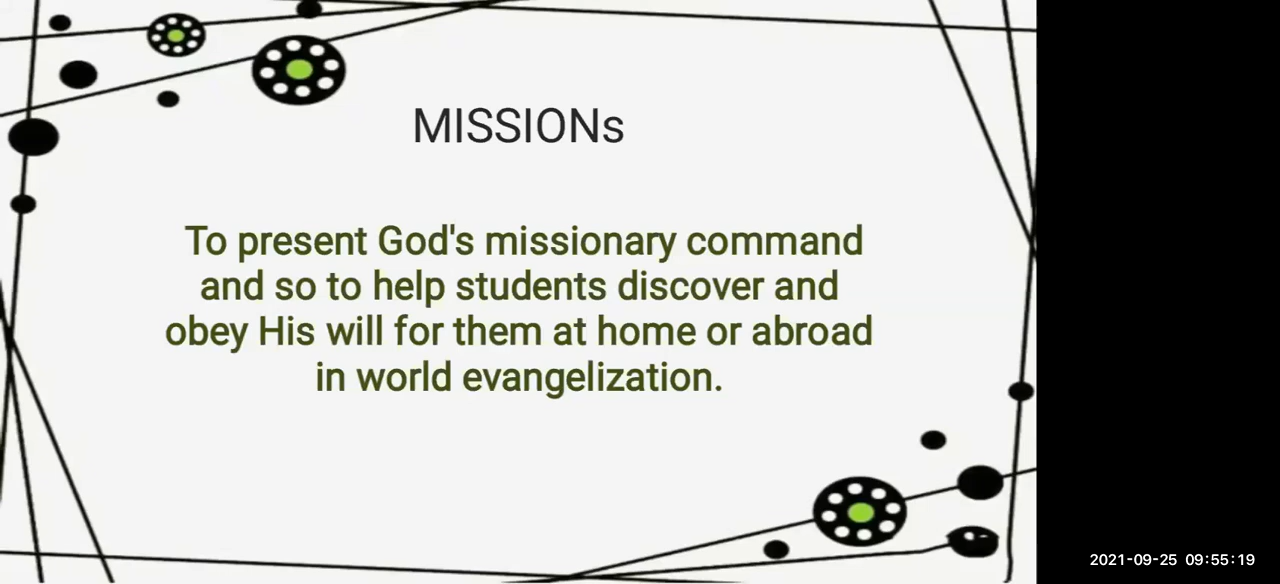 MISSIONs
To present God's missionary command
and so to help students discover and
obey His will for them at home or abroad
in world evangelization.
2021-09-25 09:55:19